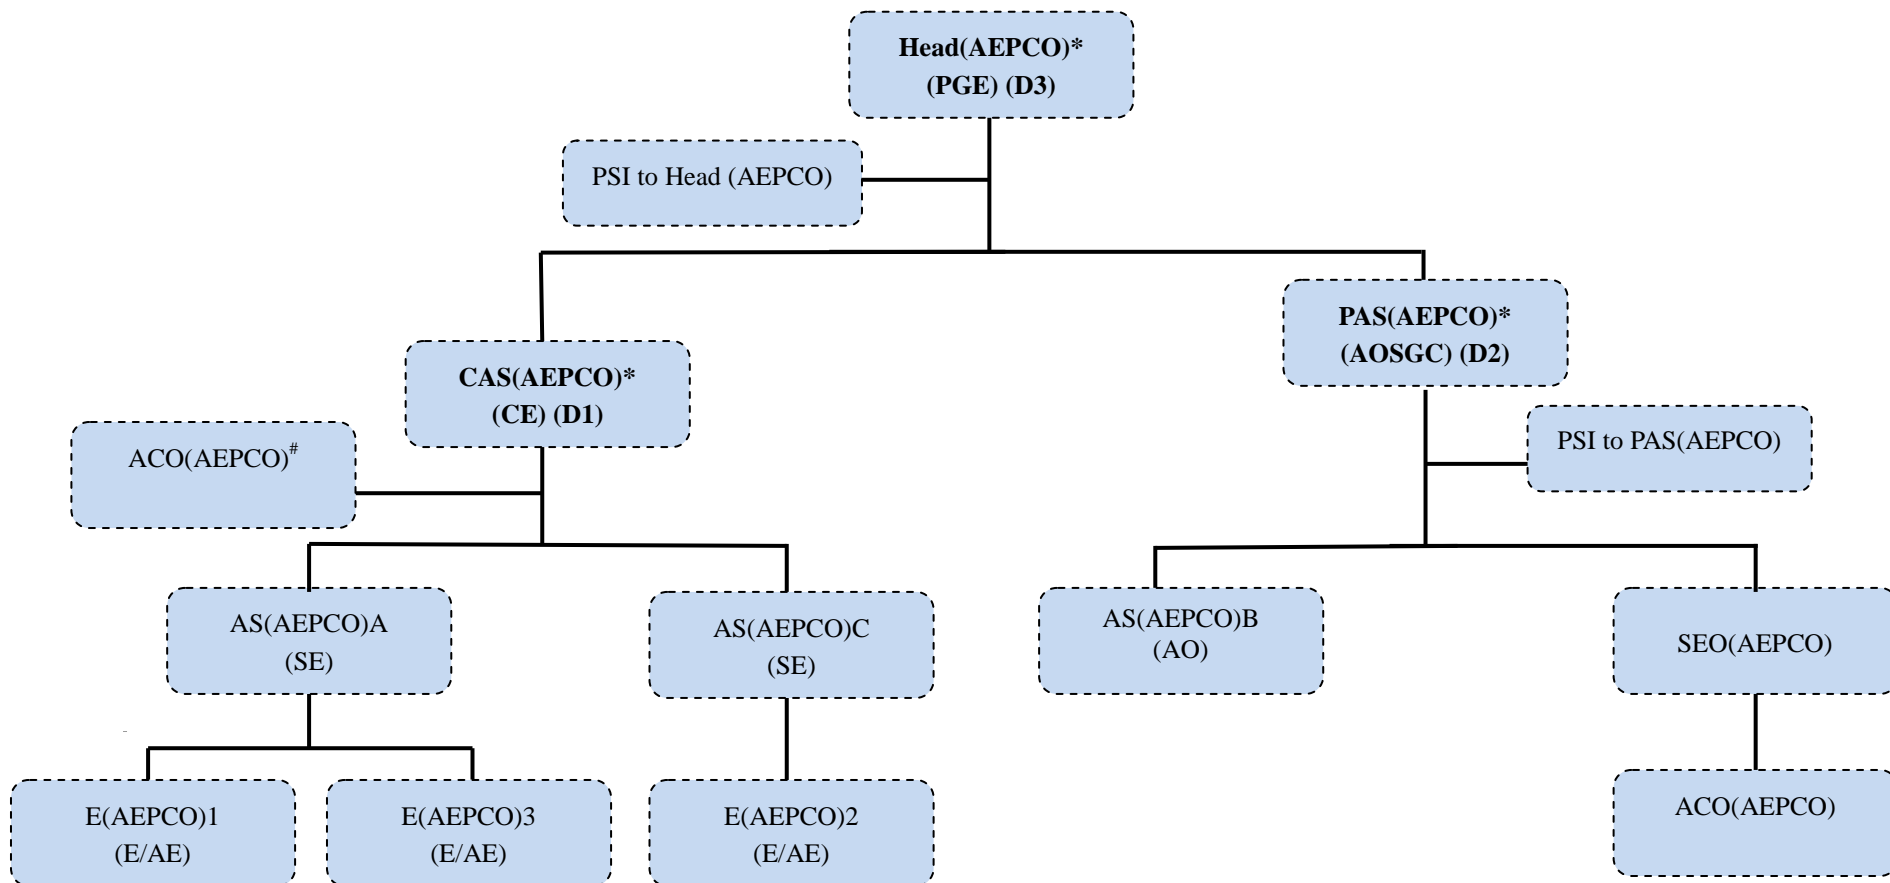 Head(AEPCO)*
(PGE) (D3)
PSI to Head (AEPCO)
PAS(AEPCO)*
(AOSGC) (D2)
CAS(AEPCO)*
(CE) (D1)
ACO(AEPCO)#
PSI to PAS(AEPCO)
AS(AEPCO)A
(SE)
AS(AEPCO)C
(SE)
AS(AEPCO)B
(AO)
SEO(AEPCO)
E(AEPCO)1
(E/AE)
E(AEPCO)3
(E/AE)
E(AEPCO)2
(E/AE)
ACO(AEPCO)